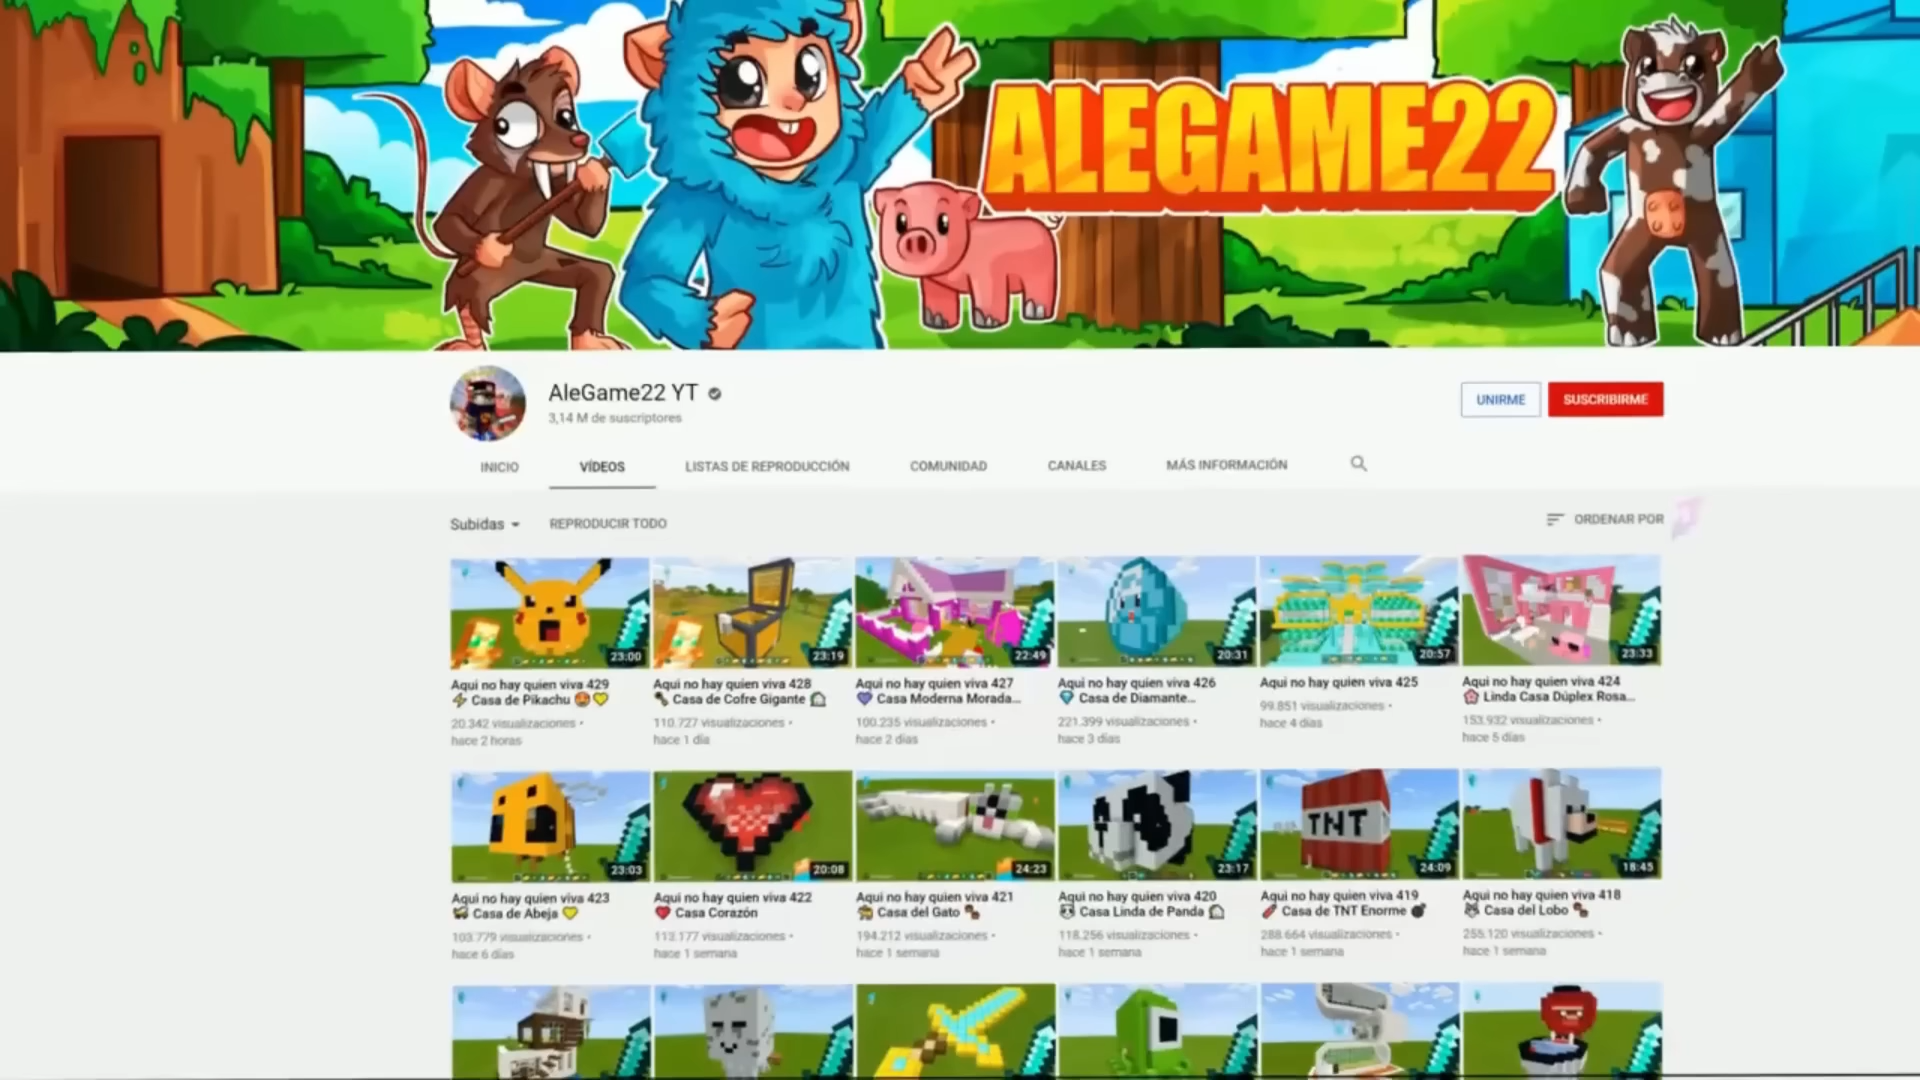 ALEGAME22
AleGame22 YT
3,14 M de suscriptores
UNIRME
SUSCRIBIRME
INICIO
VÍDEOS
LISTAS DE REPRODUCCIÓN
COMUNIDAD
CANALES
MÁS INFORMACIÓN
Subidas
REPRODUCIR TODO
ORDENAR POR
23:00
23:19
22:49
20:31
20:57
23:33
Aqui no hay quien viva 429
⚡ Casa de Pikachu 🤩💛
20.342 visualizaciones •
hace 2 horas
Aqui no hay quien viva 428
Casa de Cofre Gigante
110.727 visualizaciones •
hace 1 día
Aqui no hay quien viva 427
💜 Casa Moderna Morada...
100.235 visualizaciones •
hace 2 días
Aqui no hay quien viva 426
💎 Casa de Diamante...
221.399 visualizaciones •
hace 3 días
Aqui no hay quien viva 425
99.851 visualizaciones •
hace 4 días
Aqui no hay quien viva 424
🌸 Linda Casa Dúplex Rosa...
153.932 visualizaciones •
hace 5 días
23:03
20:08
24:23
23:17
TNT
24:09
18:45
Aqui no hay quien viva 423
Casa de Abeja 💛
103.779 visualizaciones •
hace 6 días
Aqui no hay quien viva 422
❤️ Casa Corazón
113.177 visualizaciones •
hace 1 semana
Aqui no hay quien viva 421
Casa del Gato
194.212 visualizaciones •
hace 1 semana
Aqui no hay quien viva 420
🐼 Casa Linda de Panda
118.256 visualizaciones •
hace 1 semana
Aqui no hay quien viva 419
🧨 Casa de TNT Enorme 💣
288.664 visualizaciones •
hace 1 semana
Aqui no hay quien viva 418
🐺 Casa del Lobo
255.120 visualizaciones •
hace 1 semana